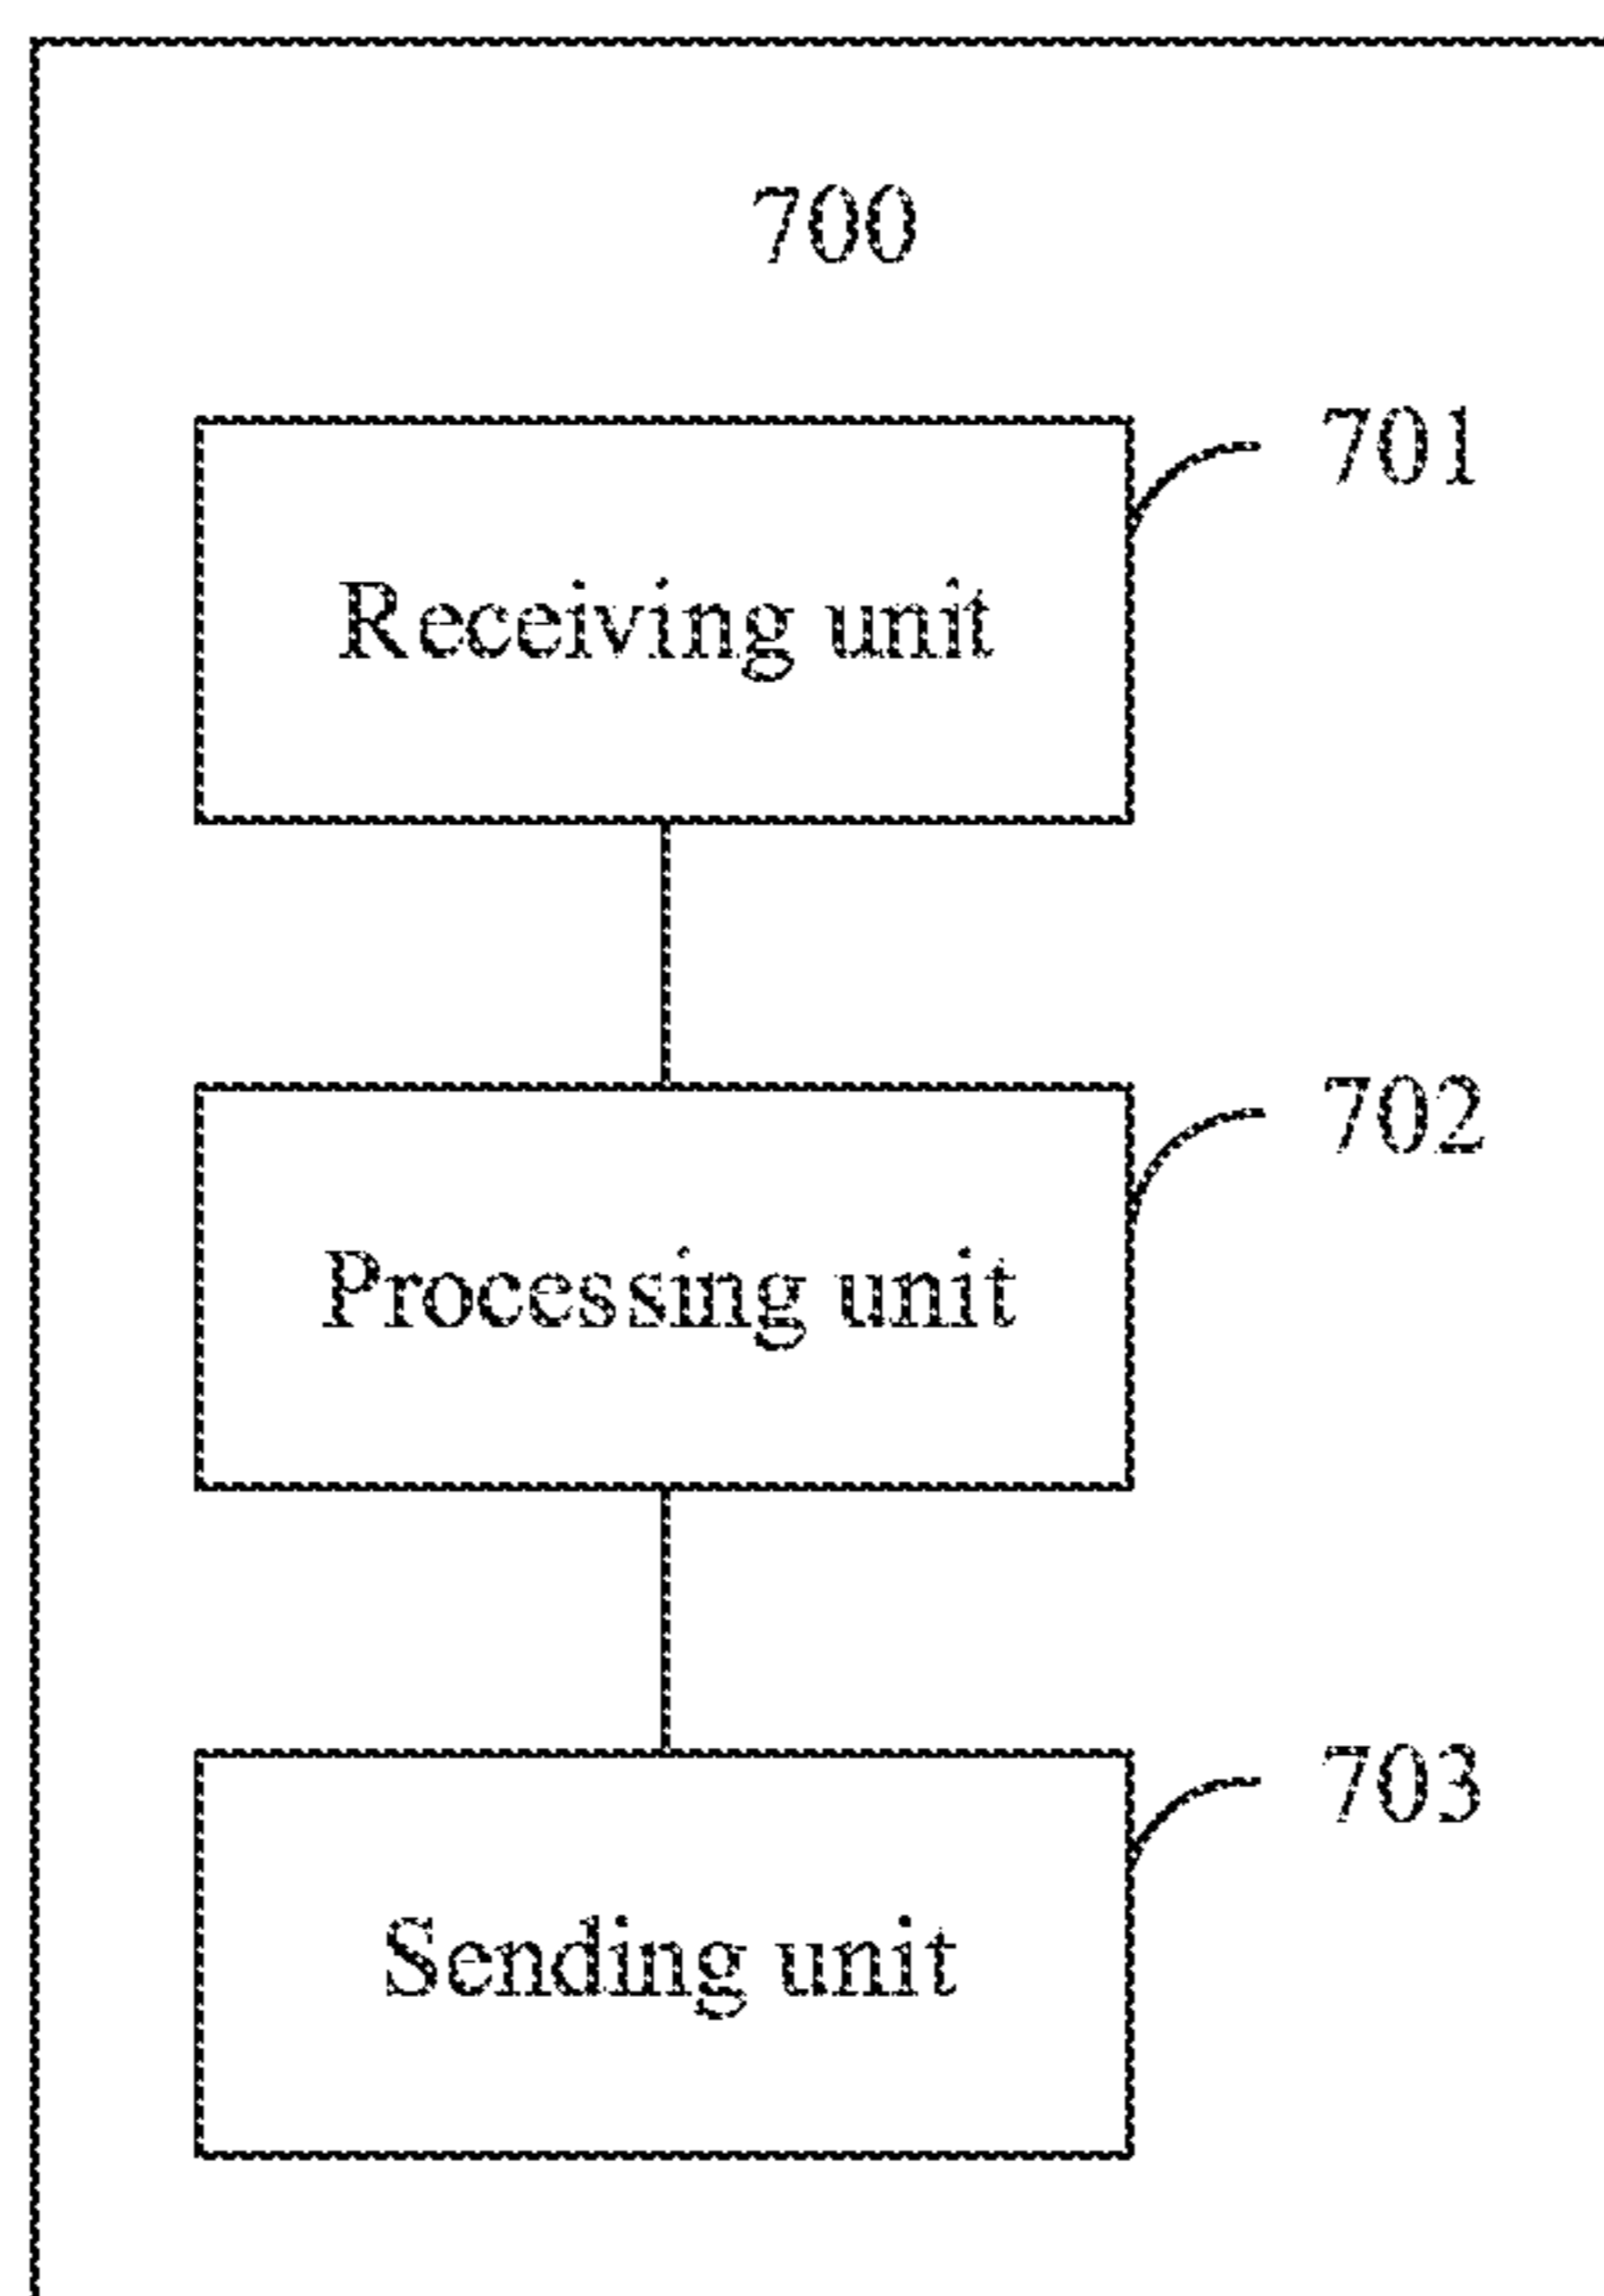 700
701
Receiving unit
702
Processing unit
703
Sending unit